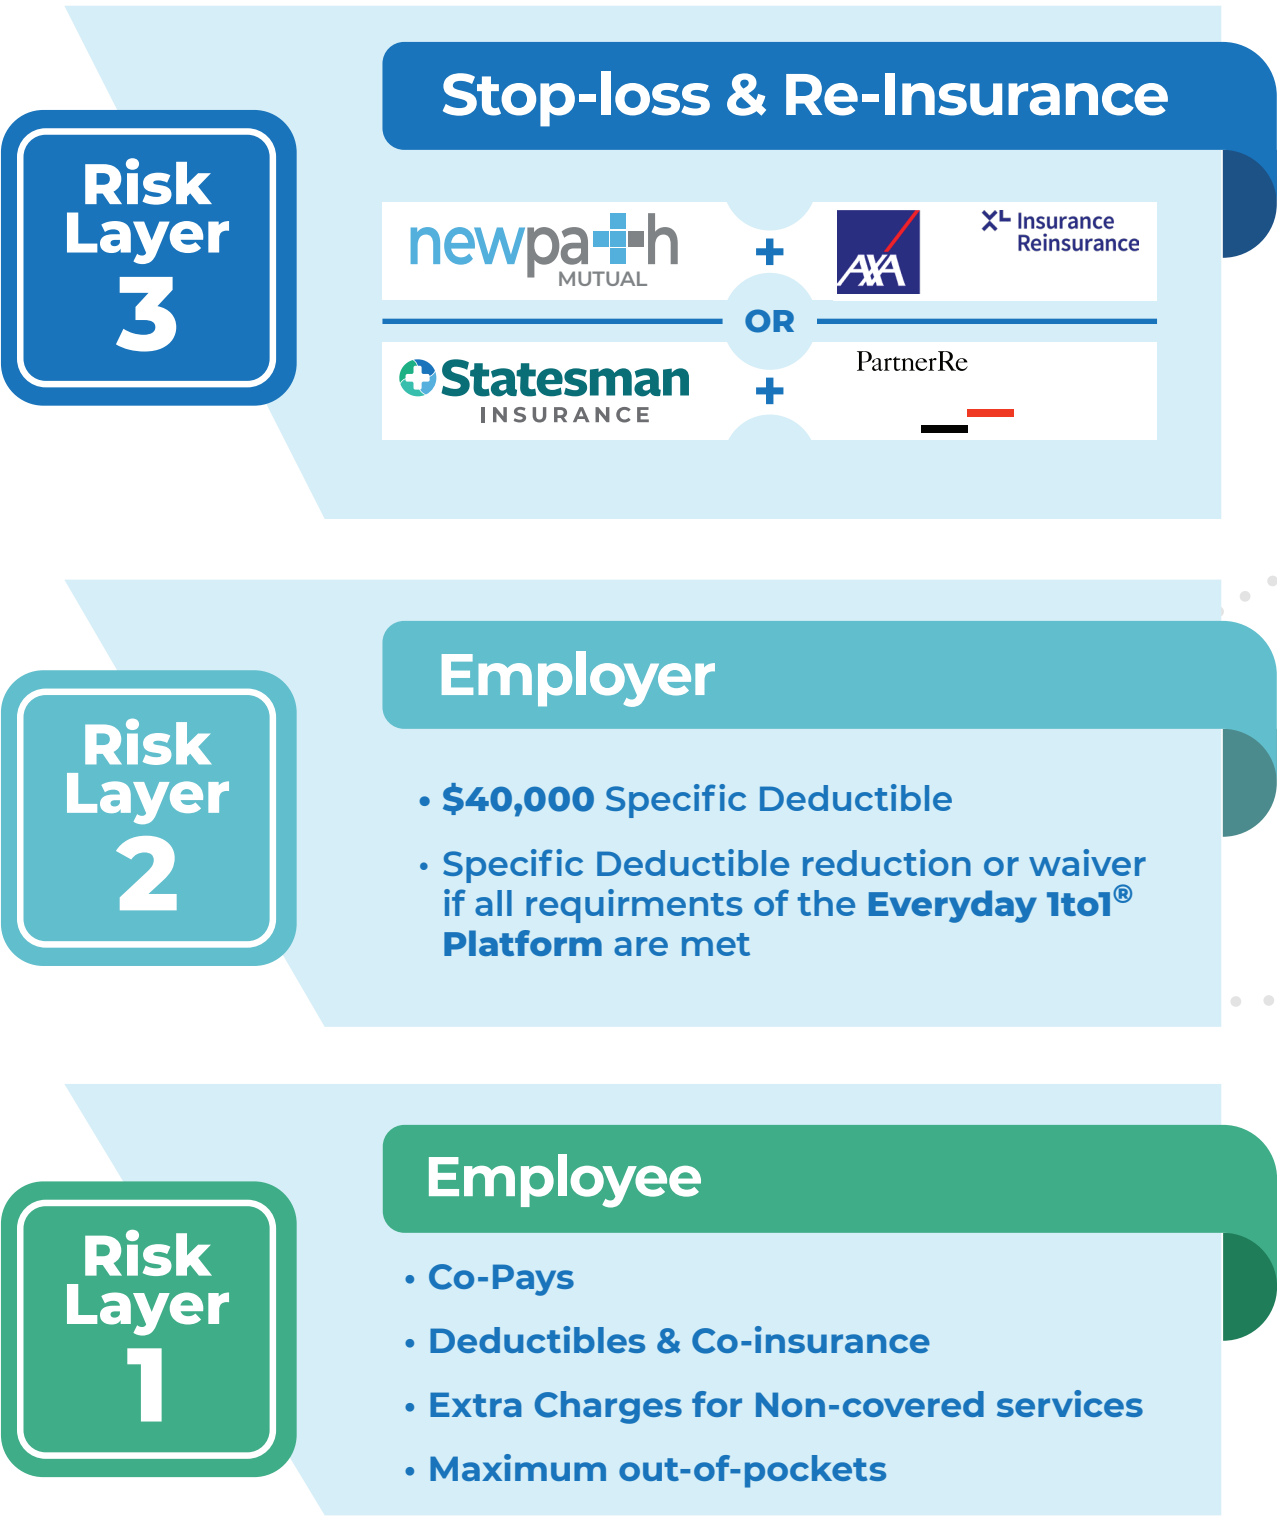 Stop-loss & Re-Insurance
Risk
Layer
3
newpath
MUTUAL
+
AXA
XL Insurance
Reinsurance
OR
Statesman
INSURANCE
+
PartnerRe
Employer
Risk
Layer
2
• $40,000 Specific Deductible
• Specific Deductible reduction or waiver
if all requirments of the Everyday 1to1®
Platform are met
Employee
Risk
Layer
1
• Co-Pays
• Deductibles & Co-insurance
• Extra Charges for Non-covered services
• Maximum out-of-pockets